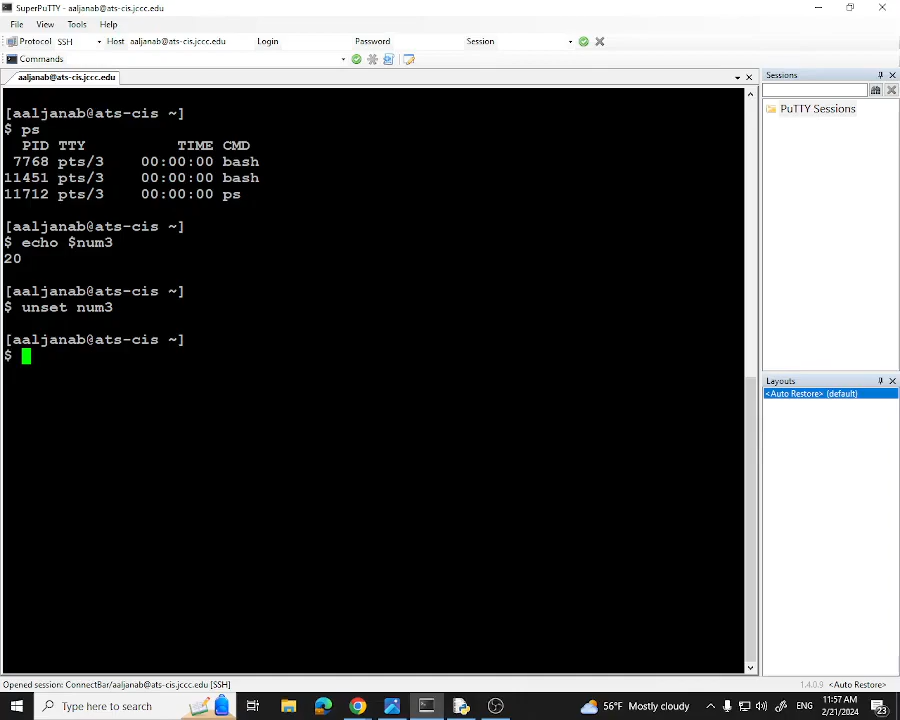 SuperPuTTY - aaljanab@ats-cis.jccc.edu
File View Tools Help
Protocol SSH Host aaljanab@ats-cis.jccc.edu Login Password Session
Commands
aaljanab@ats-cis.jccc.edu
[aaljanab@ats-cis ~]
$ ps
PID TTY TIME CMD
7768 pts/3 00:00:00 bash
11451 pts/3 00:00:00 bash
11712 pts/3 00:00:00 ps
[aaljanab@ats-cis ~]
$ echo $num3
20
[aaljanab@ats-cis ~]
$ unset num3
[aaljanab@ats-cis ~]
$
Sessions
PuTTY Sessions
Layouts
<Auto Restore> (default)
Opened session: ConnectBar/aaljanab@ats-cis.jccc.edu [SSH]
1.4.0.9 <Auto Restore>
Type here to search
56°F Mostly cloudy
ENG
11:57 AM
2/21/2024
23